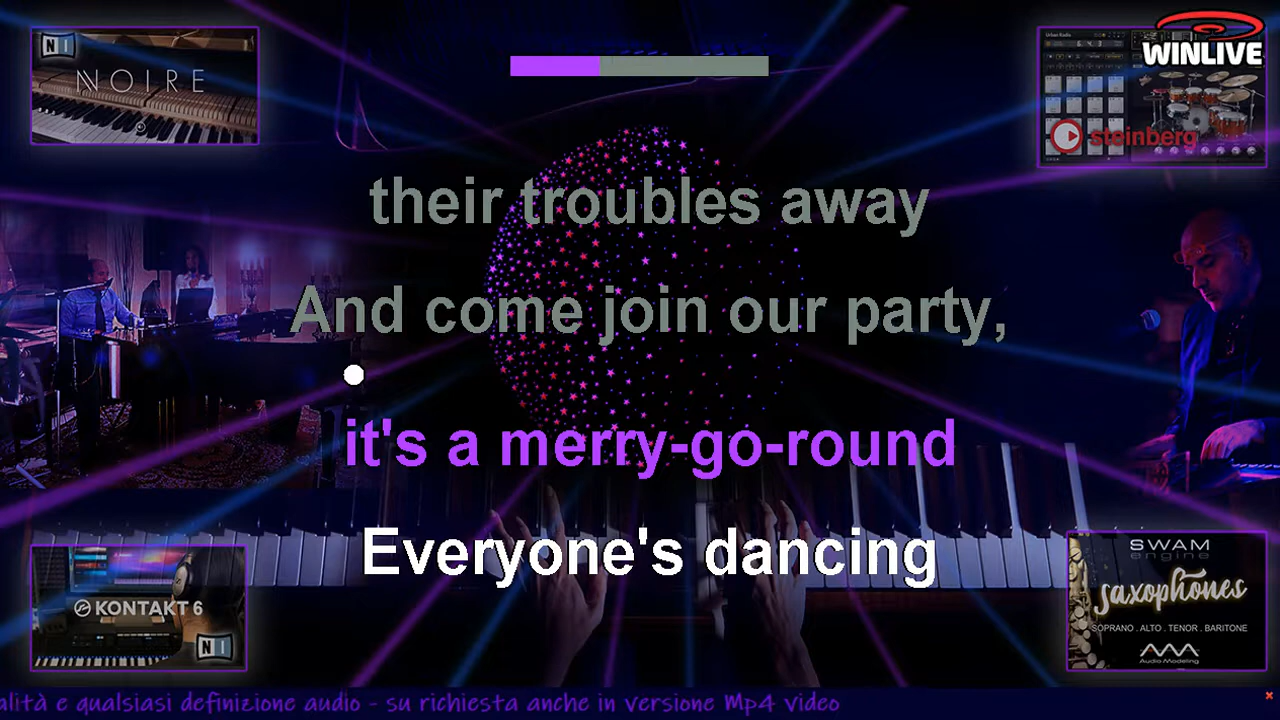 NI
NOIRE
WINLIVE
steinberg
their troubles away
And come join our party,
it's a merry-go-round
Everyone's dancing
KONTAKT 6
NI
SWAM
engine
saxophones
SOPRANO . ALTO . TENOR . BARITONE
Audio Modeling
alità e qualsiasi definizione audio - su richiesta anche in versione Mp4 video